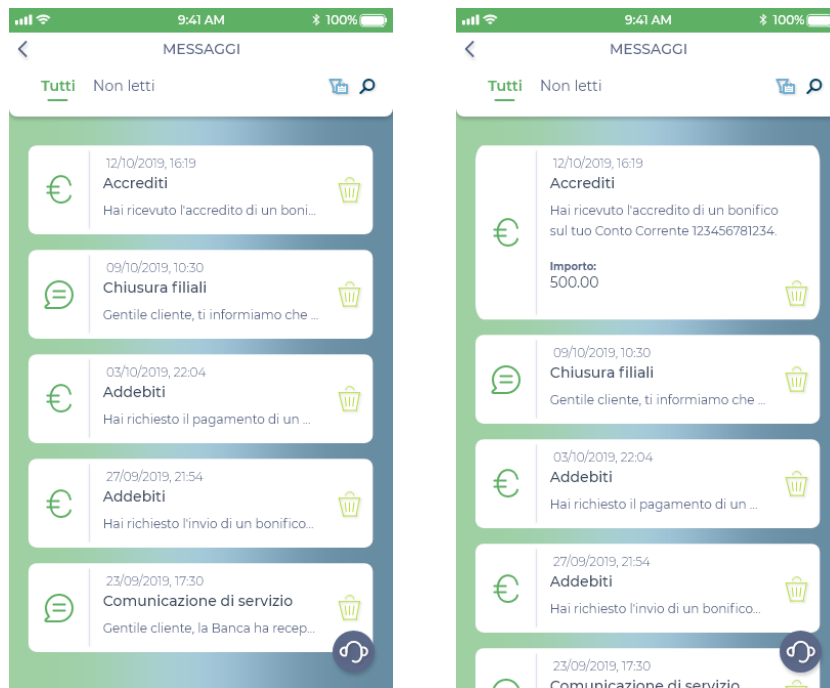 9:41 AM
100%
MESSAGGI
Tutti Non letti
12/10/2019, 16:19
Accrediti
Hai ricevuto l'accredito di un boni...
09/10/2019, 10:30
Chiusura filiali
Gentile cliente, ti informiamo che ...
03/10/2019, 22:04
Addebiti
Hai richiesto il pagamento di un ...
27/09/2019, 21:54
Addebiti
Hai richiesto l'invio di un bonifico...
23/09/2019, 17:30
Comunicazione di servizio
Gentile cliente, la Banca ha recep...
9:41 AM
100%
MESSAGGI
Tutti Non letti
12/10/2019, 16:19
Accrediti
Hai ricevuto l'accredito di un bonifico
sul tuo Conto Corrente 123456781234.
Importo:
500.00
09/10/2019, 10:30
Chiusura filiali
Gentile cliente, ti informiamo che ...
03/10/2019, 22:04
Addebiti
Hai richiesto il pagamento di un ...
27/09/2019, 21:54
Addebiti
Hai richiesto l'invio di un bonifico...
23/09/2019, 17:30
Comunicazione di servizio